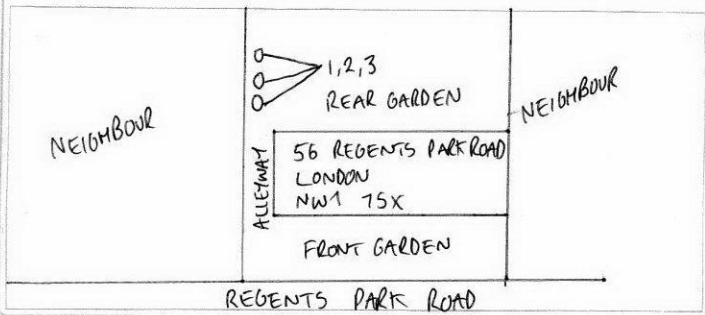 1,2,3
REAR GARDEN
NEIGHBOUR
NEIGHBOUR
ALLEYWAY
56 REGENTS PARK ROAD
LONDON
NW1 7SX
FRONT GARDEN
REGENTS PARK ROAD